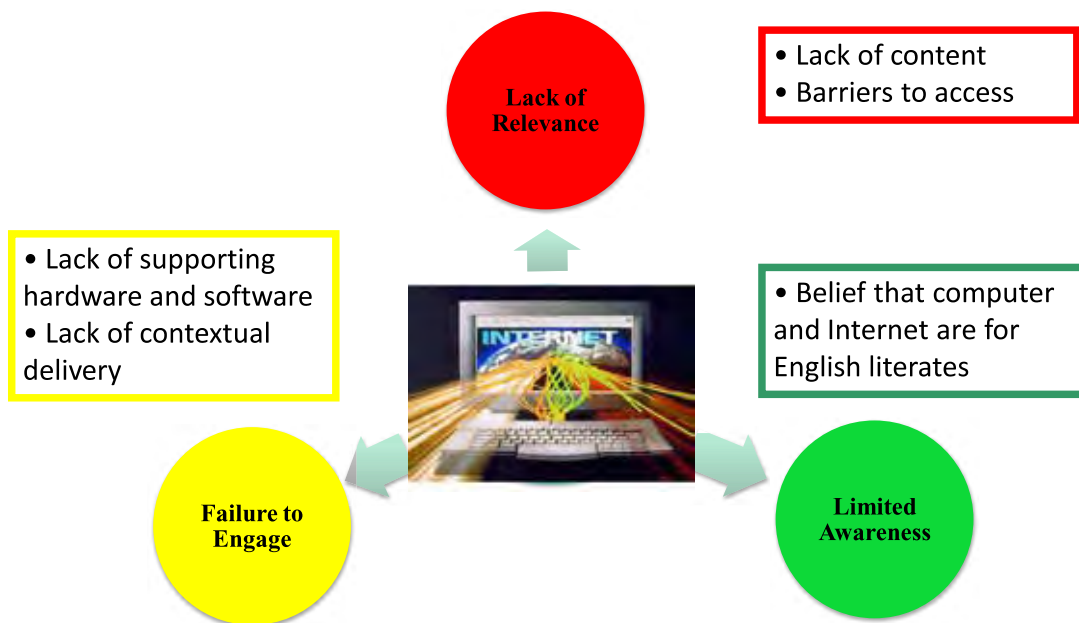 Lack of
Relevance
• Lack of content
• Barriers to access
• Lack of supporting
hardware and software
• Lack of contextual
delivery
INTERNET
• Belief that computer
and Internet are for
English literates
Failure to
Engage
Limited
Awareness